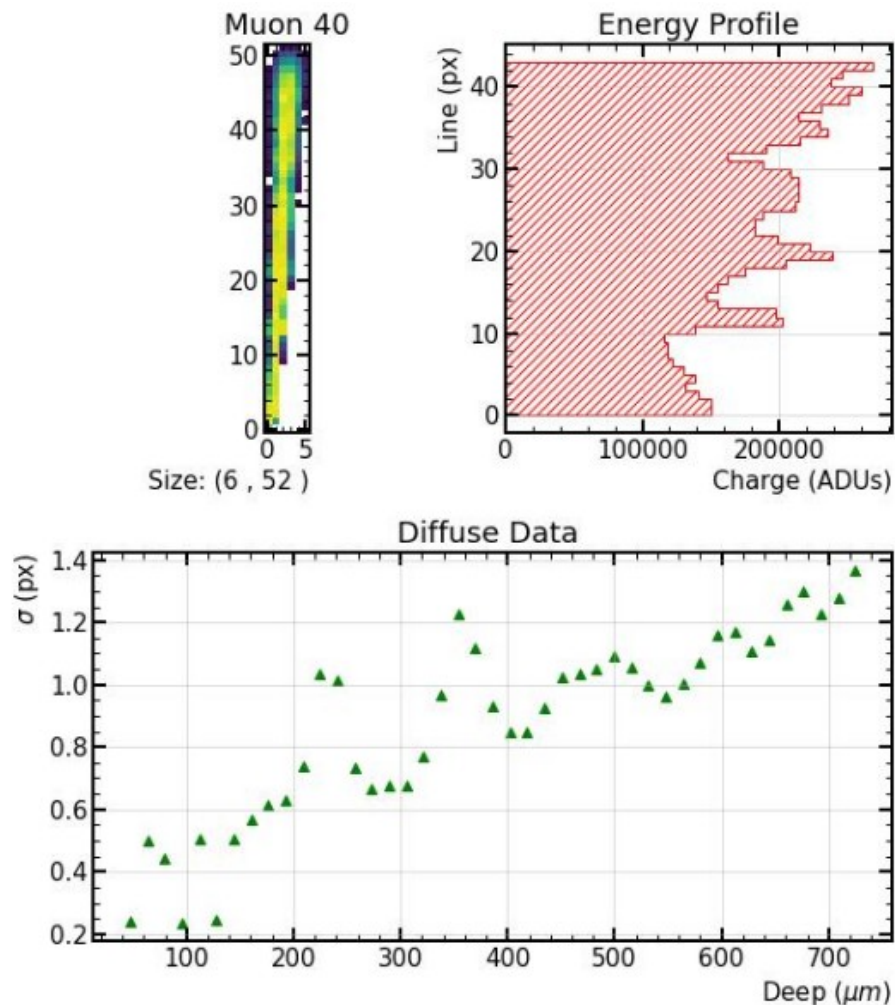 Muon 40
50
40
30
20
10
0
0 5
Size: (6 , 52 )
Energy Profile
Line (px)
40
30
20
10
0
0 100000 200000
Charge (ADUs)
Diffuse Data
σ (px)
1.4
1.2
1.0
0.8
0.6
0.4
0.2
100 200 300 400 500 600 700
Deep (μm)